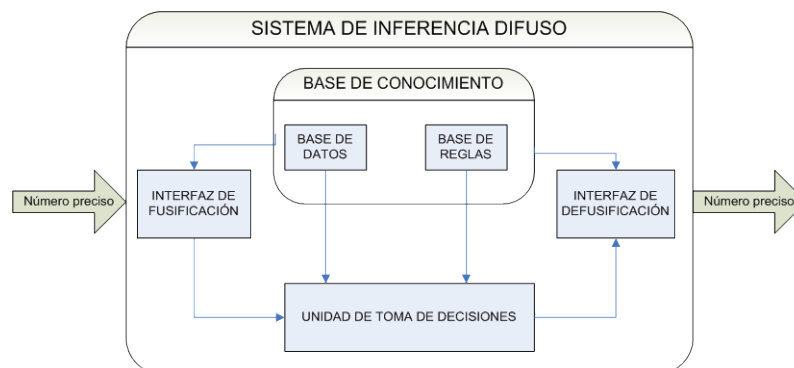 SISTEMA DE INFERENCIA DIFUSO
BASE DE CONOCIMIENTO
BASE DE
DATOS
BASE DE
REGLAS
Número preciso
INTERFAZ DE
FUSIFICACIÓN
INTERFAZ DE
DEFUSIFICACIÓN
Número preciso
UNIDAD DE TOMA DE DECISIONES